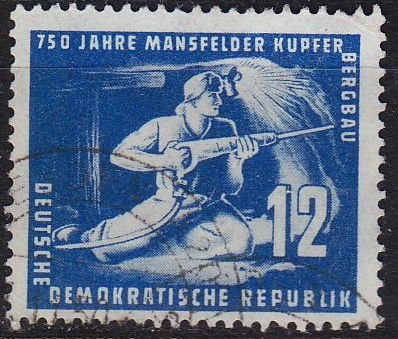 750 JAHRE MANSFELDER KUPFER
BERGBAU
12
DEUTSCHE
DEMOKRATISCHE REPUBLIK